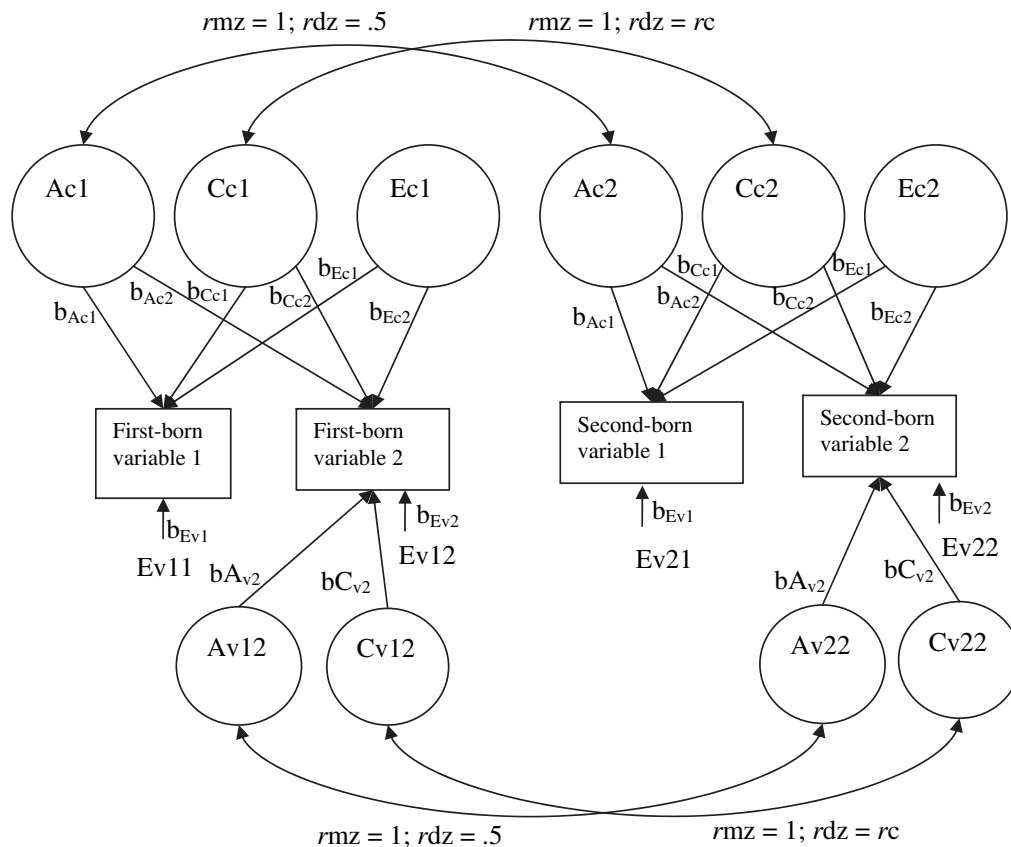 rmz = 1; rdz = .5
rmz = 1; rdz = rc
Ac1
Cc1
Ec1
Ac2
Cc2
Ec2
bAc1
bAc2
bCc1
bCc2
bEc1
bEc2
bAc1
bAc2
bCc1
bCc2
bEc1
bEc2
First-born
variable 1
First-born
variable 2
Second-born
variable 1
Second-born
variable 2
bEv1
Ev11
bEv2
Ev12
bEv1
Ev21
bEv2
Ev22
bAv2
bCv2
bAv2
bCv2
Av12
Cv12
Av22
Cv22
rmz = 1; rdz = .5
rmz = 1; rdz = rc